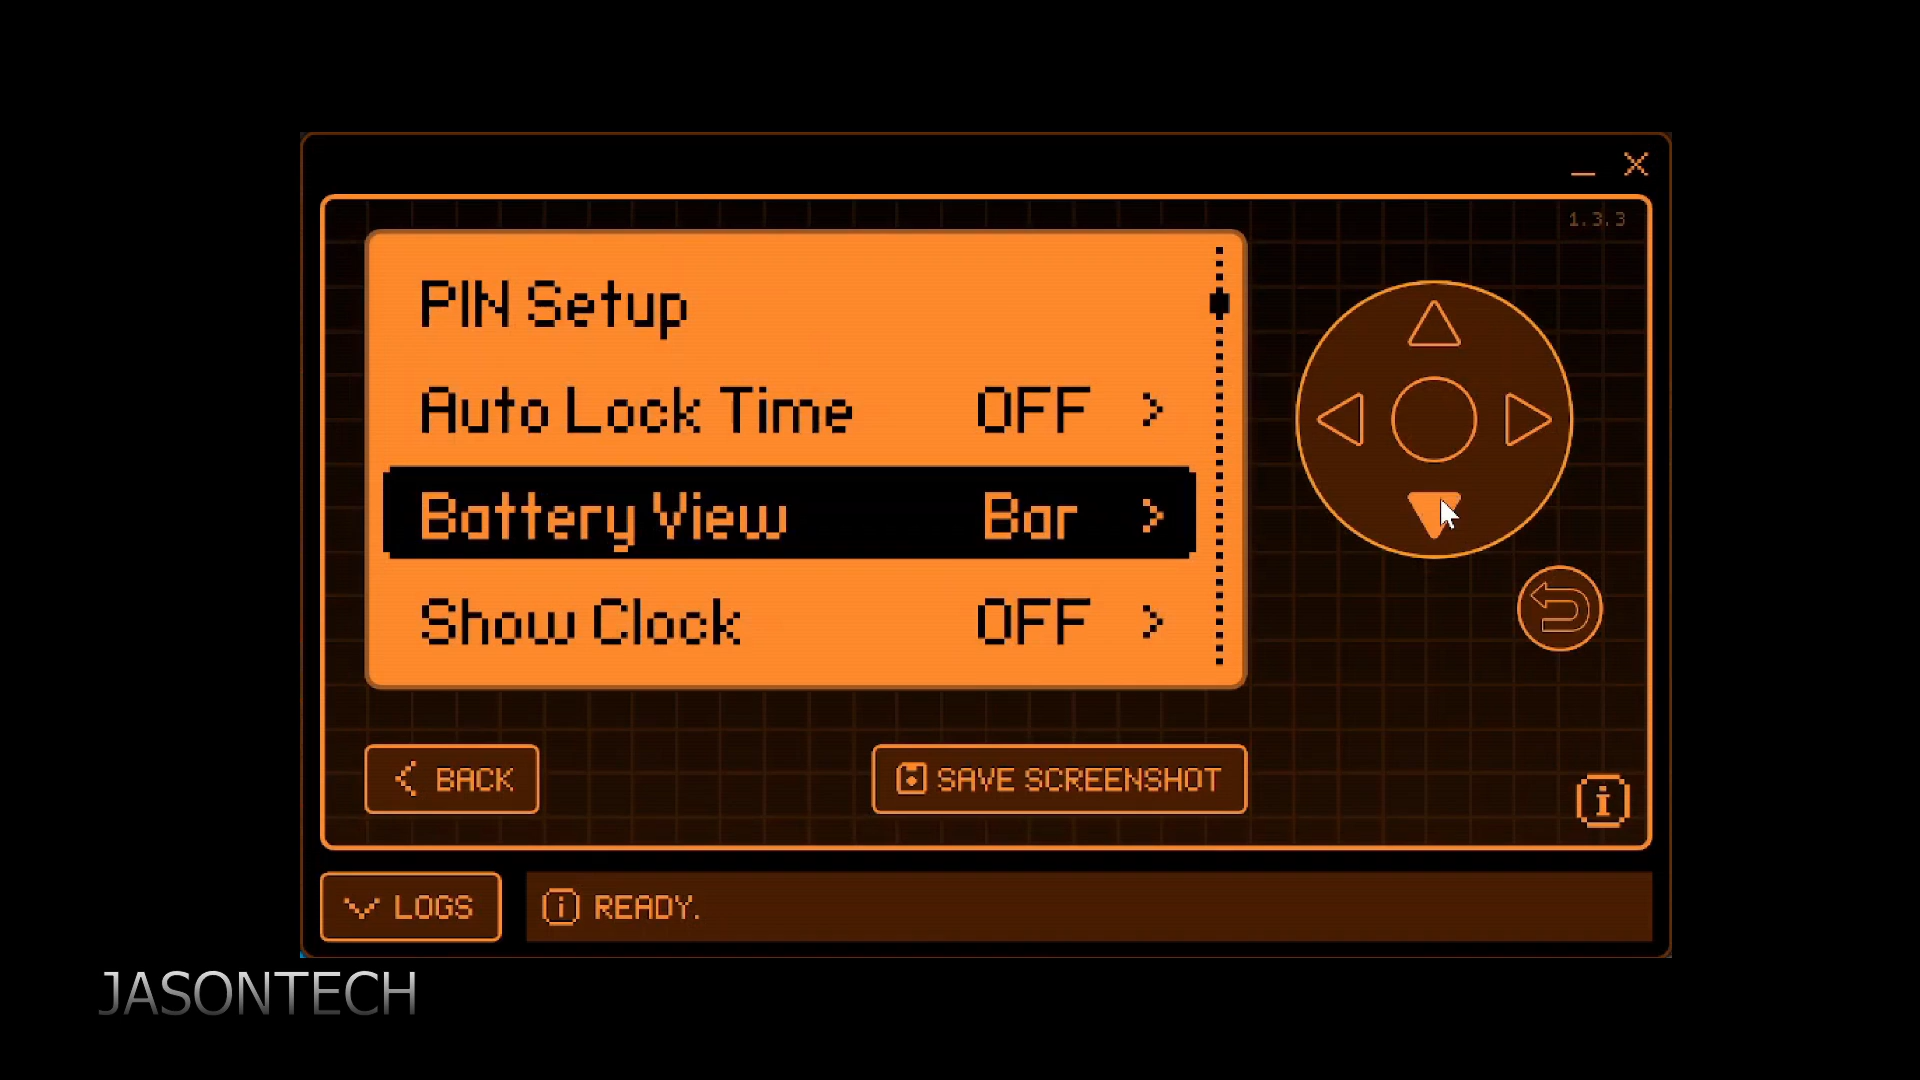 1.3.3
PIN Setup
Auto Lock Time OFF >
Battery View Bar >
Show Clock OFF >
BACK
SAVE SCREENSHOT
LOGS
READY.
JASONTECH